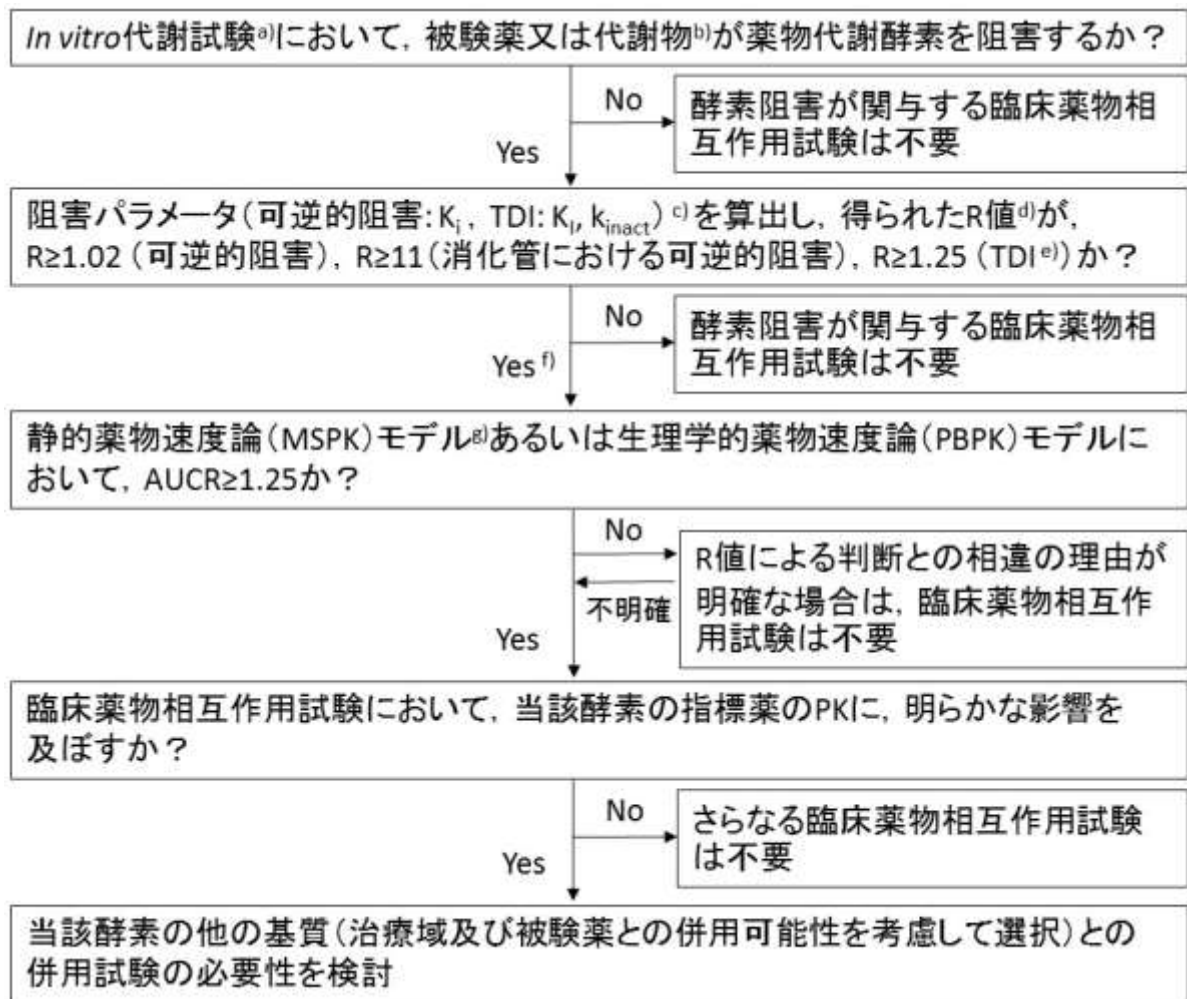 In vitro代謝試験a)において，被験薬又は代謝物b)が薬物代謝酵素を阻害するか？
No
酵素阻害が関与する臨床薬物相
互作用試験は不要
Yes
阻害パラメータ（可逆的阻害：Ki，TDI：KI, kinact）c)を算出し，得られたR値d)が，
R≥1.02（可逆的阻害），R≥11（消化管における可逆的阻害），R≥1.25（TDIe)）か？
No
酵素阻害が関与する臨床薬物相
互作用試験は不要
Yes f)
静的薬物速度論（MSPK）モデルg)あるいは生理学的薬物速度論（PBPK）モデルに
おいて，AUCR≥1.25か？
No
R値による判断との相違の理由が
明確な場合は，臨床薬物相互作
用試験は不要
不明確
Yes
臨床薬物相互作用試験において，当該酵素の指標薬のPKに，明らかな影響を
及ぼすか？
No
さらなる臨床薬物相互作用試験
は不要
Yes
当該酵素の他の基質（治療域及び被験薬との併用可能性を考慮して選択）との
併用試験の必要性を検討